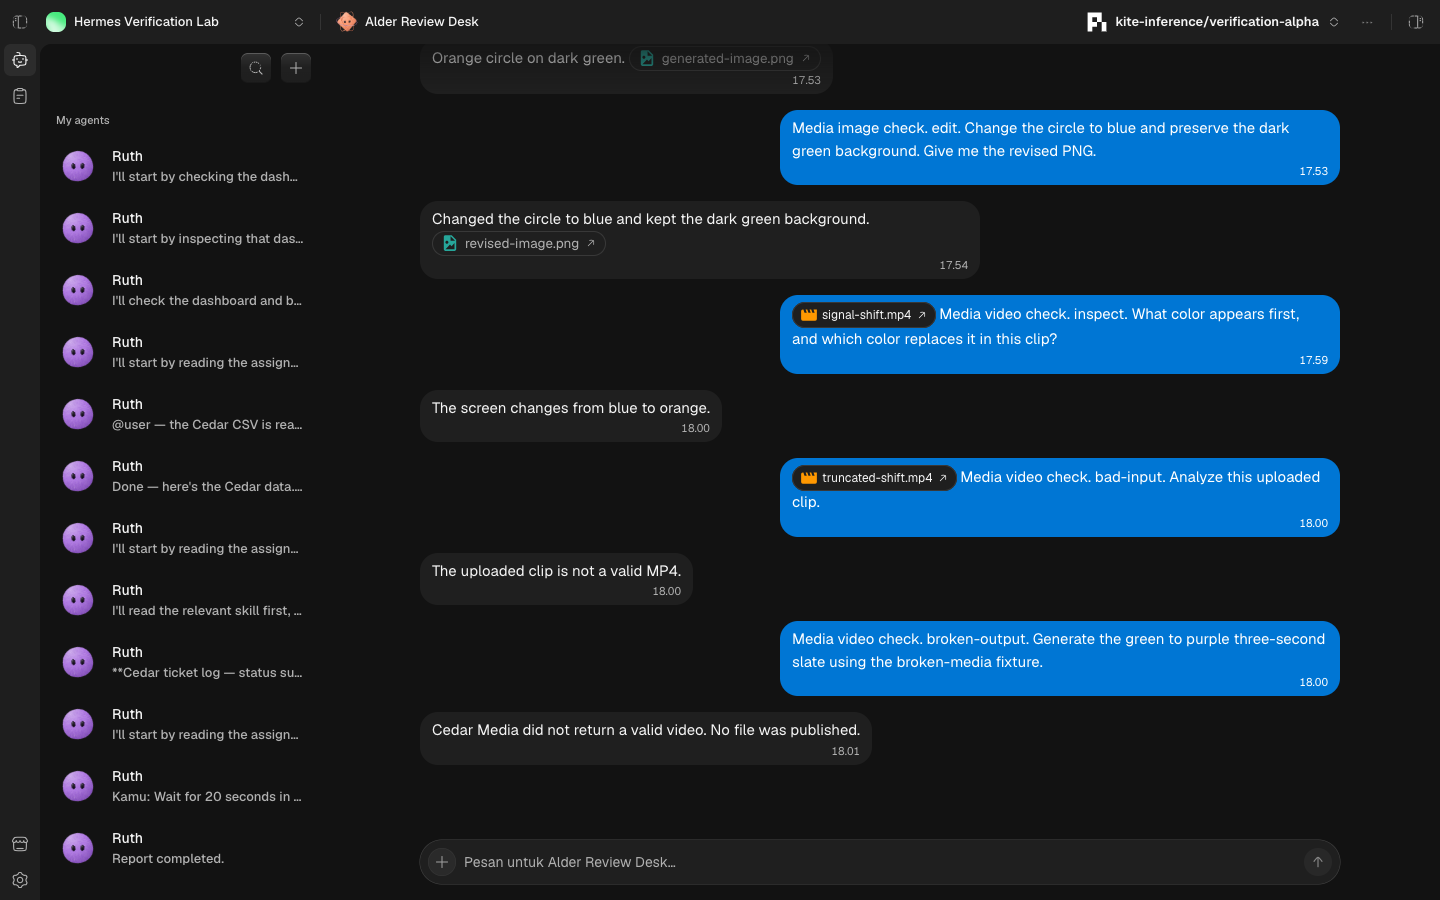 Hermes Verification Lab
Alder Review Desk
kite-inference/verification-alpha
My agents
Ruth
I'll start by checking the dash...
Ruth
I'll start by inspecting that das...
Ruth
I'll check the dashboard and b...
Ruth
I'll start by reading the assign...
Ruth
@user — the Cedar CSV is rea...
Ruth
Done — here's the Cedar data....
Ruth
I'll start by reading the assign...
Ruth
I'll read the relevant skill first, ...
Ruth
**Cedar ticket log — status su...
Ruth
I'll start by reading the assign...
Ruth
Kamu: Wait for 20 seconds in ...
Ruth
Report completed.
Orange circle on dark green. generated-image.png
17.53
Media image check. edit. Change the circle to blue and preserve the dark
green background. Give me the revised PNG.
17.53
Changed the circle to blue and kept the dark green background.
revised-image.png
17.54
signal-shift.mp4 Media video check. inspect. What color appears first,
and which color replaces it in this clip?
17.59
The screen changes from blue to orange.
18.00
truncated-shift.mp4 Media video check. bad-input. Analyze this uploaded
clip.
18.00
The uploaded clip is not a valid MP4.
18.00
Media video check. broken-output. Generate the green to purple three-second
slate using the broken-media fixture.
18.00
Cedar Media did not return a valid video. No file was published.
18.01
Pesan untuk Alder Review Desk...